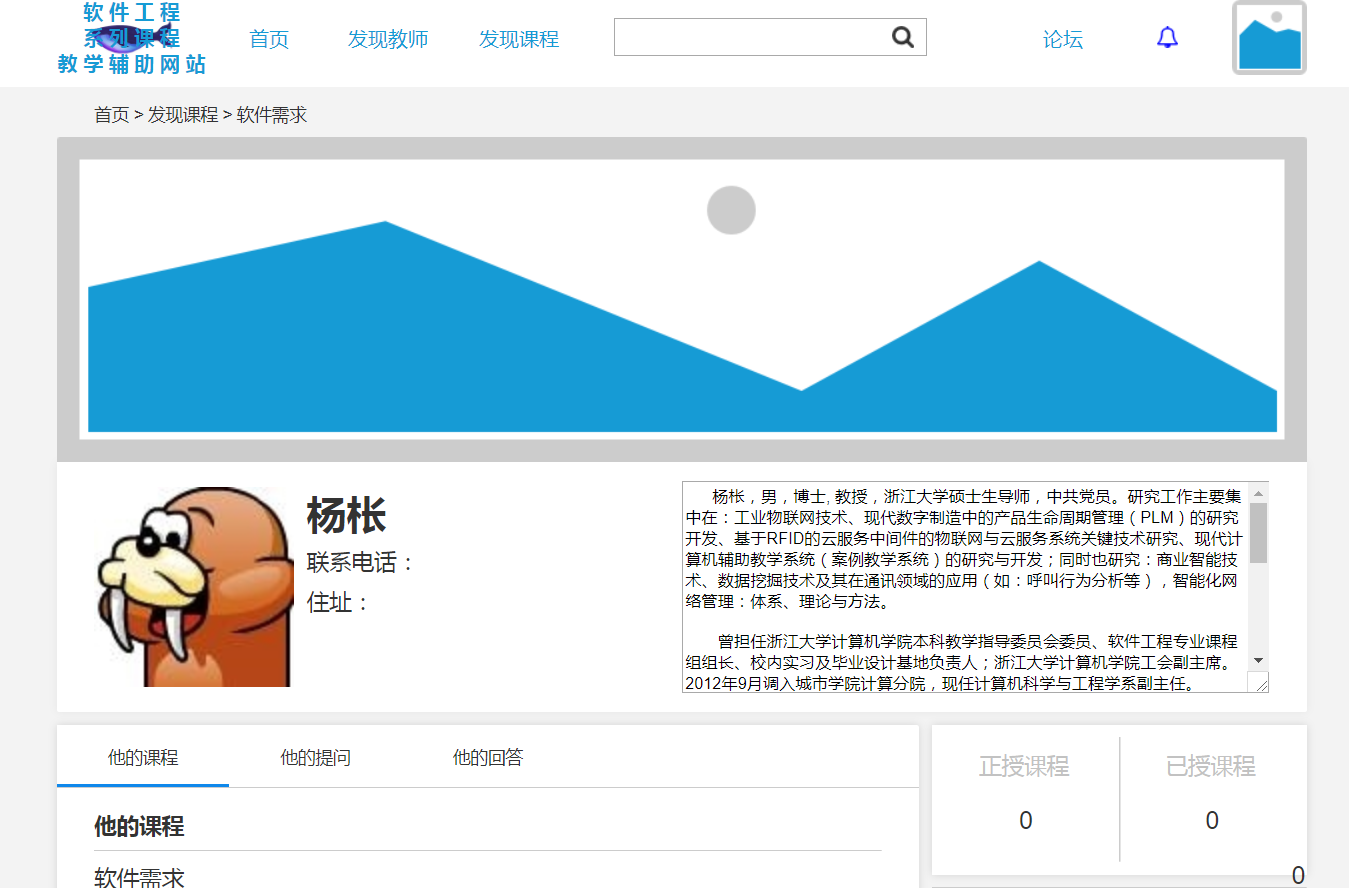 软件工程
系列课程
教学辅助网站
首页
发现教师
发现课程
论坛
首页 > 发现课程 > 软件需求
杨枨
联系电话：
住址：
杨枨，男，博士, 教授，浙江大学硕士生导师，中共党员。研究工作主要集
中在：工业物联网技术、现代数字制造中的产品生命周期管理（PLM）的研究
开发、基于RFID的云服务中间件的物联网与云服务系统关键技术研究、现代计
算机辅助教学系统（案例教学系统）的研究与开发；同时也研究：商业智能技
术、数据挖掘技术及其在通讯领域的应用（如：呼叫行为分析等），智能化网
络管理：体系、理论与方法。
曾担任浙江大学计算机学院本科教学指导委员会委员、软件工程专业课程
组组长、校内实习及毕业设计基地负责人；浙江大学计算机学院工会副主席。
2012年9月调入城市学院计算分院，现任计算机科学与工程学系副主任。
他的课程
他的提问
他的回答
他的课程
软件需求
正授课程
0
已授课程
0
0